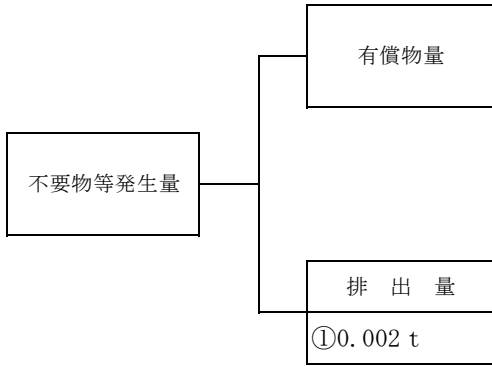 有償物量
不要物等発生量
排 出 量
①0.002 t